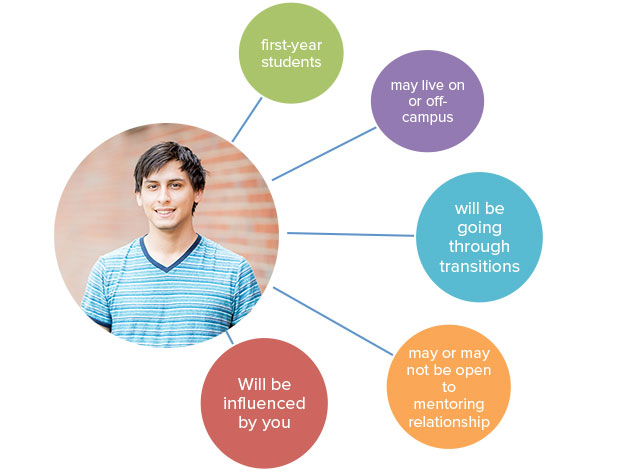 first-year
students
may live on
or off-
campus
will be
going
through
transitions
may or may
not be open
to
mentoring
relationship
Will be
influenced
by you